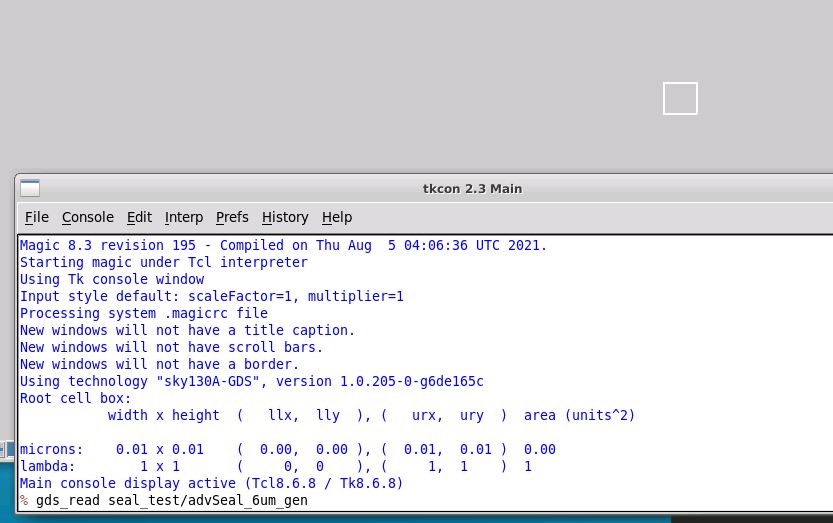 tkcon 2.3 Main
File Console Edit Interp Prefs History Help
Magic 8.3 revision 195 - Compiled on Thu Aug  5 04:06:36 UTC 2021.
Starting magic under Tcl interpreter
Using Tk console window
Input style default: scaleFactor=1, multiplier=1
Processing system .magicrc file
New windows will not have a title caption.
New windows will not have scroll bars.
New windows will not have a border.
Using technology "sky130A-GDS", version 1.0.205-0-g6de165c
Root cell box:
           width x height  (   llx,  lly  ), (   urx,  ury  )  area (units^2)
microns:    0.01 x 0.01    (  0.00,  0.00 ), (  0.01,  0.01 )  0.00
lambda:        1 x 1       (     0,  0    ), (     1,  1    )  1
Main console display active (Tcl8.6.8 / Tk8.6.8)
% gds_read seal_test/advSeal_6um_gen